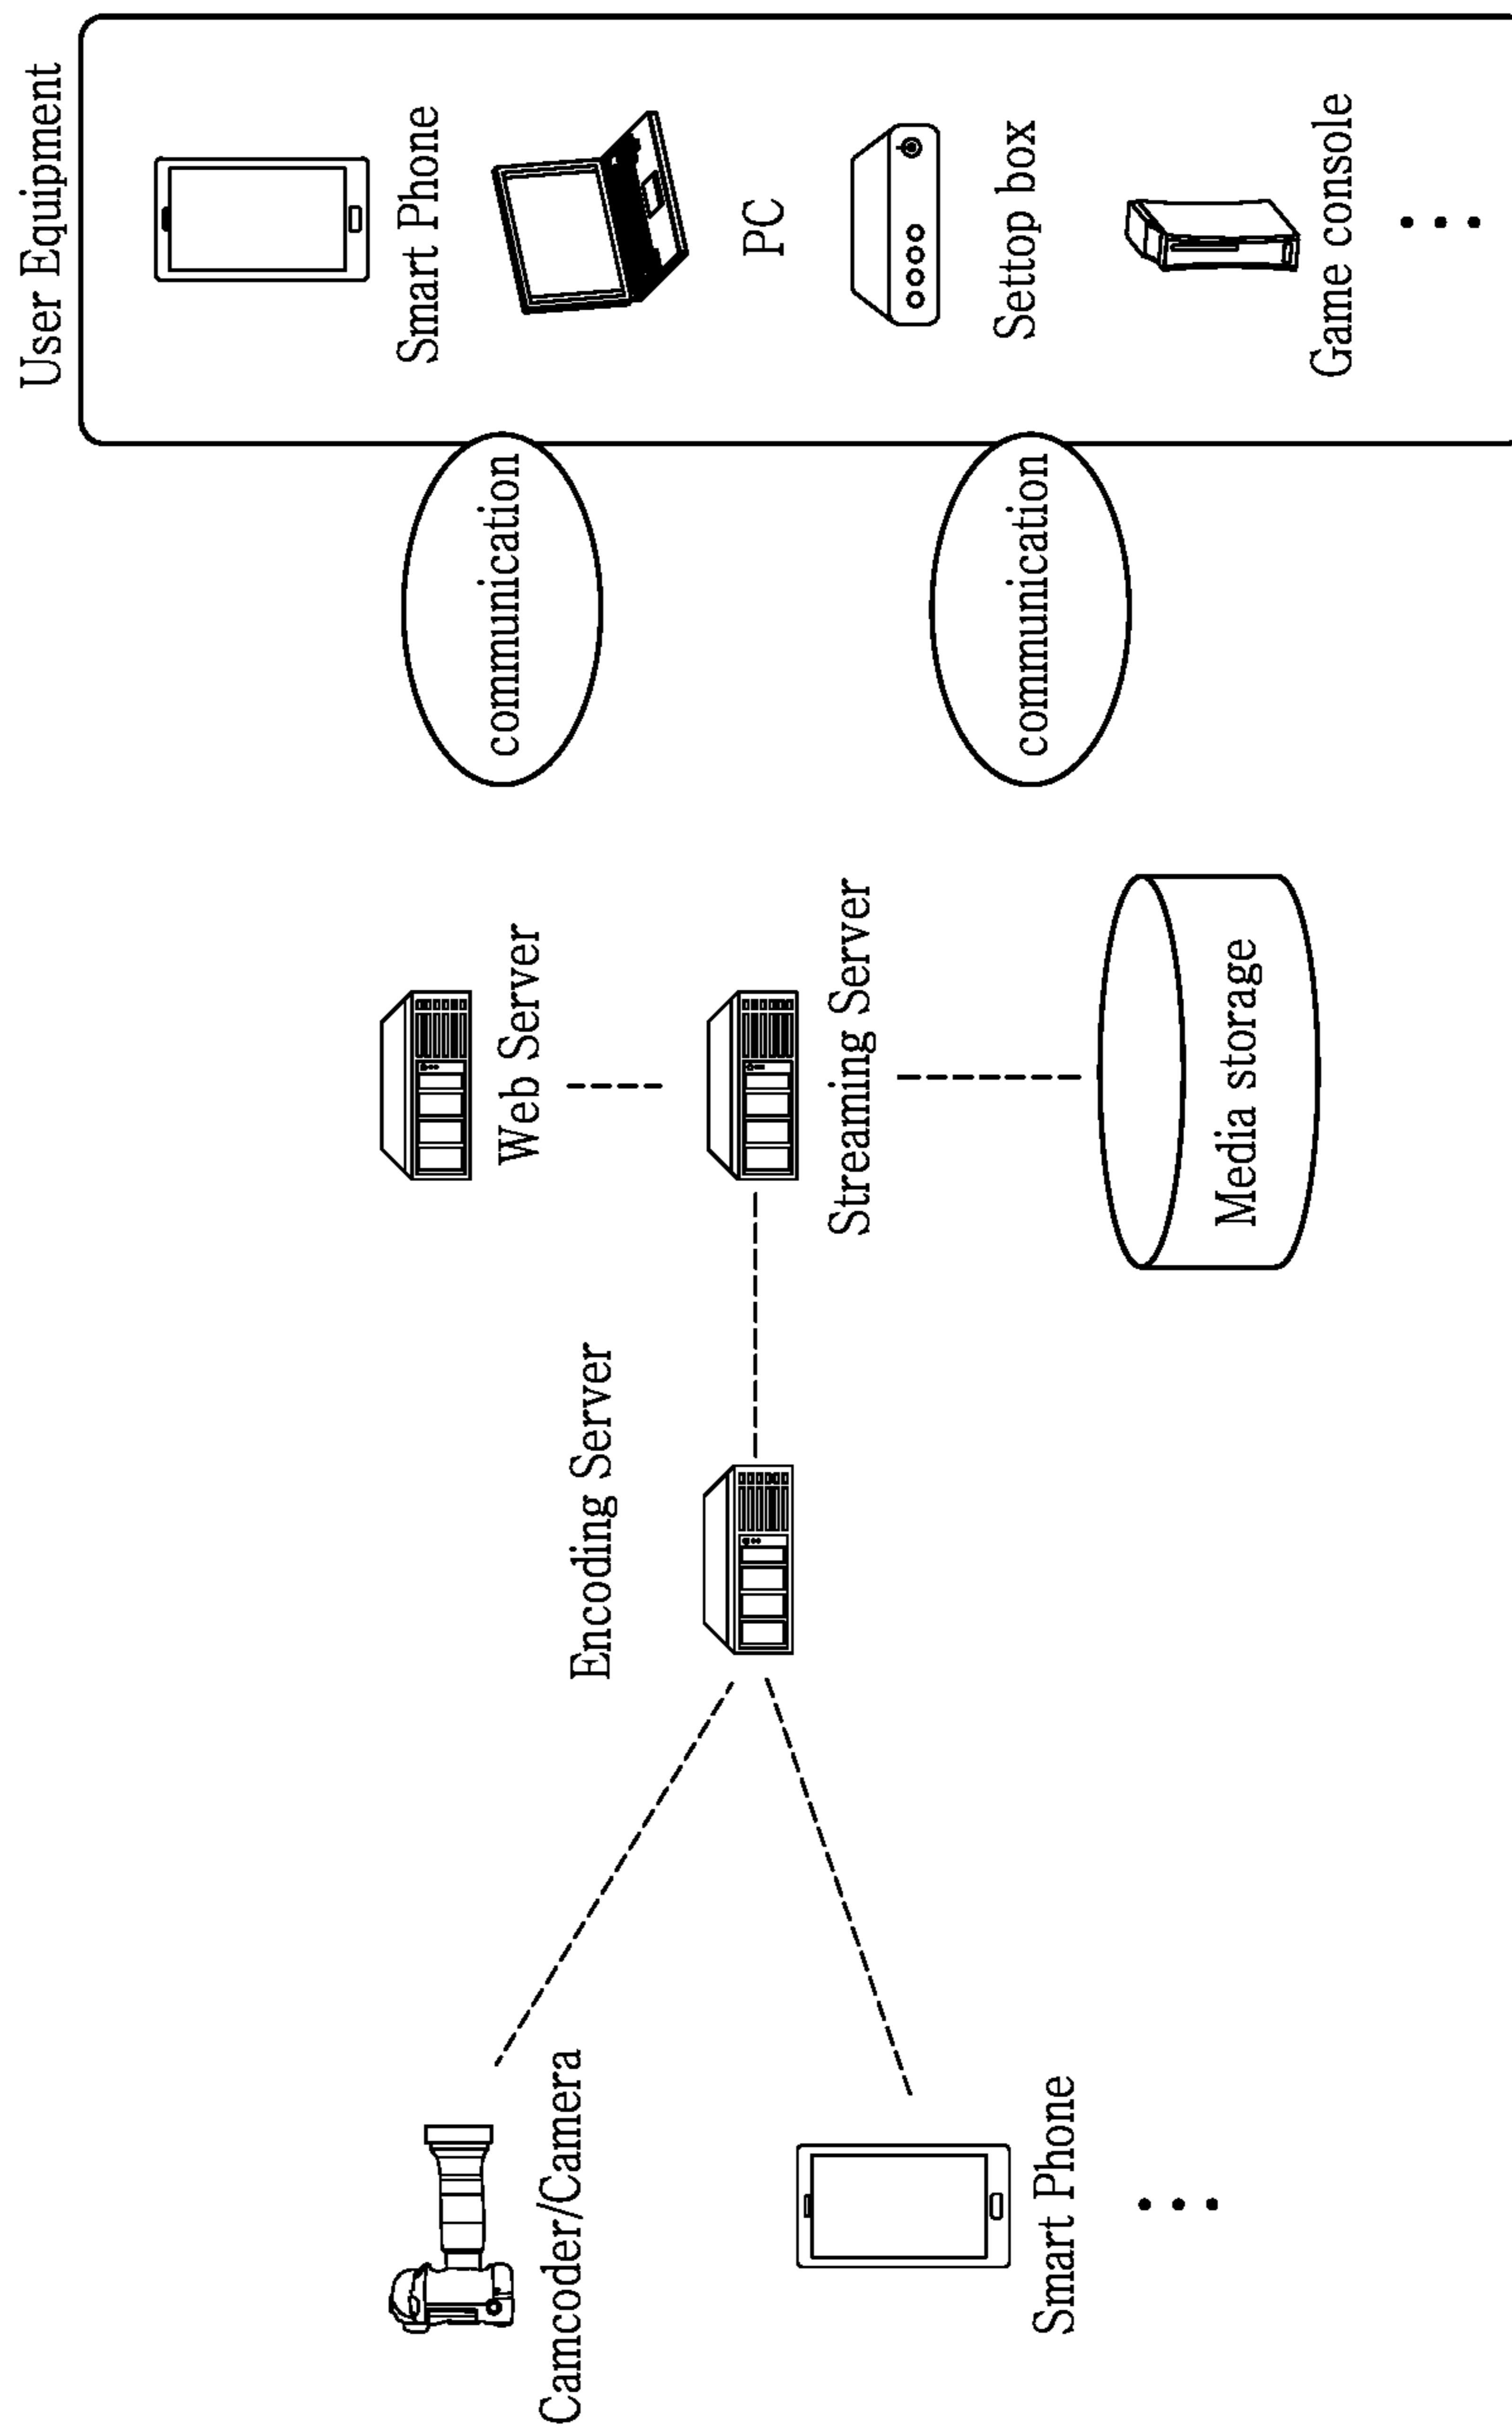 Camcoder/Camera
Smart Phone
Encoding Server
Web Server
Streaming Server
Media storage
communication
communication
User Equipment
Smart Phone
PC
Settop box
Game console